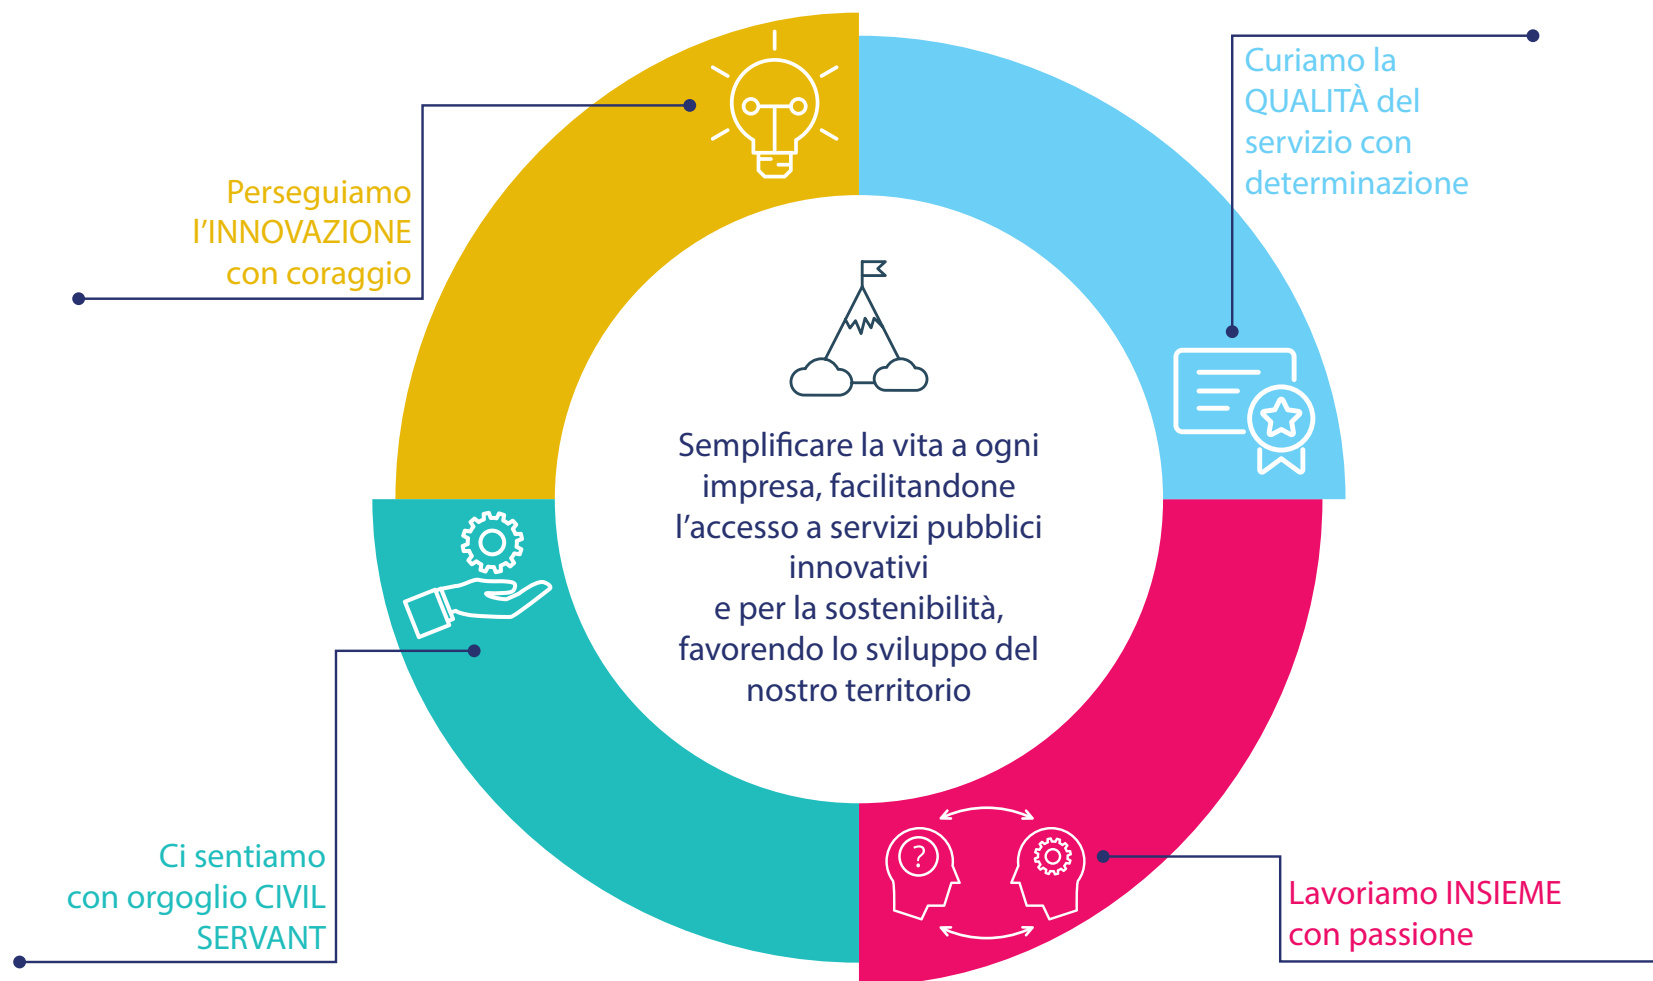 Perseguiamo
l’INNOVAZIONE
con coraggio
Curiamo la
QUALITÀ del
servizio con
determinazione
Semplificare la vita a ogni
impresa, facilitandone
l’accesso a servizi pubblici
innovativi
e per la sostenibilità,
favorendo lo sviluppo del
nostro territorio
Ci sentiamo
con orgoglio CIVIL
SERVANT
?
Lavoriamo INSIEME
con passione